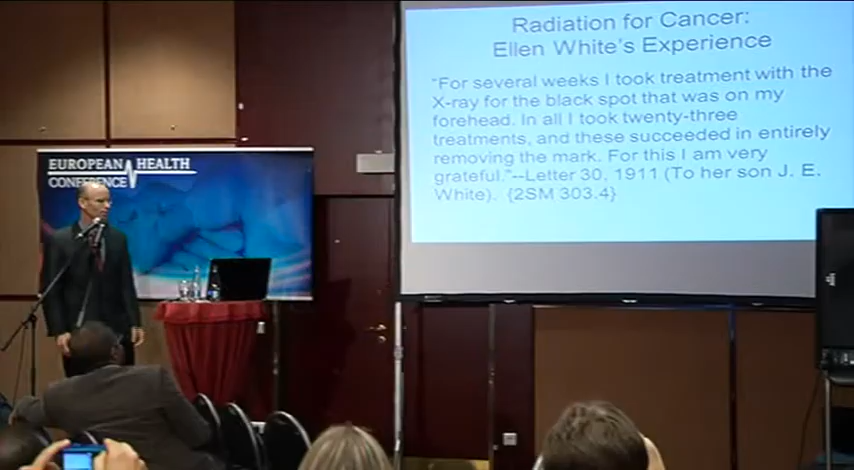 Radiation for Cancer:
Ellen White's Experience
"For several weeks I took treatment with the
X-ray for the black spot that was on my
forehead. In all I took twenty-three
treatments, and these succeeded in entirely
removing the mark. For this I am very
grateful."--Letter 30, 1911 (To her son J. E.
White). {2SM 303.4}
EUROPEAN HEALTH
CONFERENCE